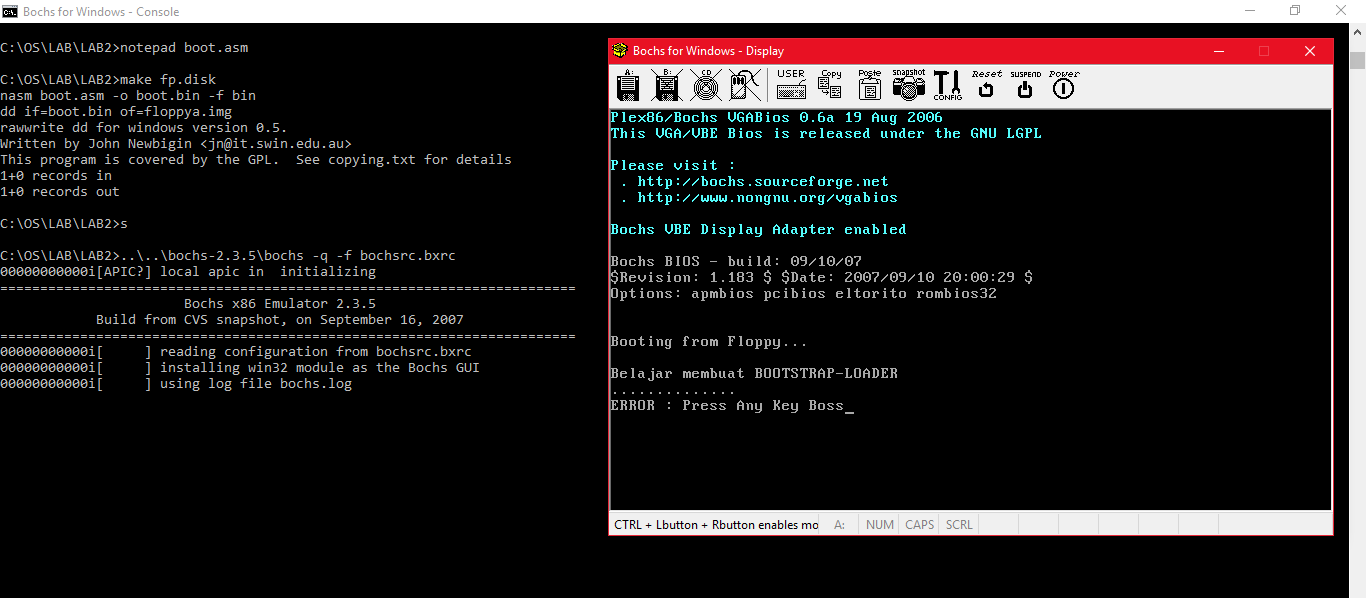 Bochs for Windows - Console
C:\OS\LAB\LAB2>notepad boot.asm
C:\OS\LAB\LAB2>make fp.disk
nasm boot.asm -o boot.bin -f bin
dd if=boot.bin of=floppya.img
rawwrite dd for windows version 0.5.
Written by John Newbigin <jn@it.swin.edu.au>
This program is covered by the GPL.  See copying.txt for details
1+0 records in
1+0 records out
C:\OS\LAB\LAB2>s
C:\OS\LAB\LAB2>..\..\bochs-2.3.5\bochs -q -f bochsrc.bxrc
00000000000i[APIC?] local apic in  initializing
========================================================================
Bochs x86 Emulator 2.3.5
Build from CVS snapshot, on September 16, 2007
========================================================================
00000000000i[     ] reading configuration from bochsrc.bxrc
00000000000i[     ] installing win32 module as the Bochs GUI
00000000000i[     ] using log file bochs.log
Bochs for Windows - Display
A: B: CD USER Copy Paste snapshot CONFIG Reset SUSPEND Power
Plex86/Bochs VGABios 0.6a 19 Aug 2006
This VGA/VBE Bios is released under the GNU LGPL
Please visit :
. http://bochs.sourceforge.net
. http://www.nongnu.org/vgabios
Bochs VBE Display Adapter enabled
Bochs BIOS - build: 09/10/07
$Revision: 1.183 $ $Date: 2007/09/10 20:00:29 $
Options: apmbios pcibios eltorito rombios32
Booting from Floppy...
Belajar membuat BOOTSTRAP-LOADER
..............
ERROR : Press Any Key Boss_
CTRL + Lbutton + Rbutton enables mo A: NUM CAPS SCRL